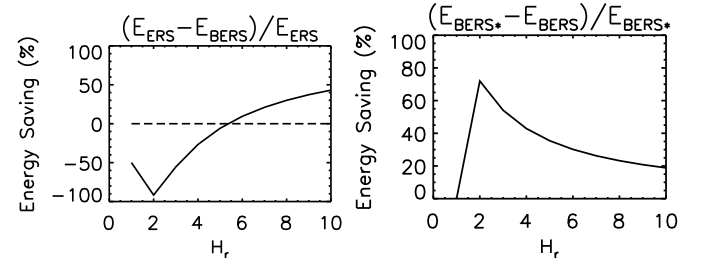 (E_ERS−E_BERS)/E_ERS
Energy Saving (%)
100
50
0
−50
−100
0 2 4 6 8 10
H_r
(E_BERS*−E_BERS)/E_BERS*
Energy Saving (%)
100
80
60
40
20
0
0 2 4 6 8 10
H_r